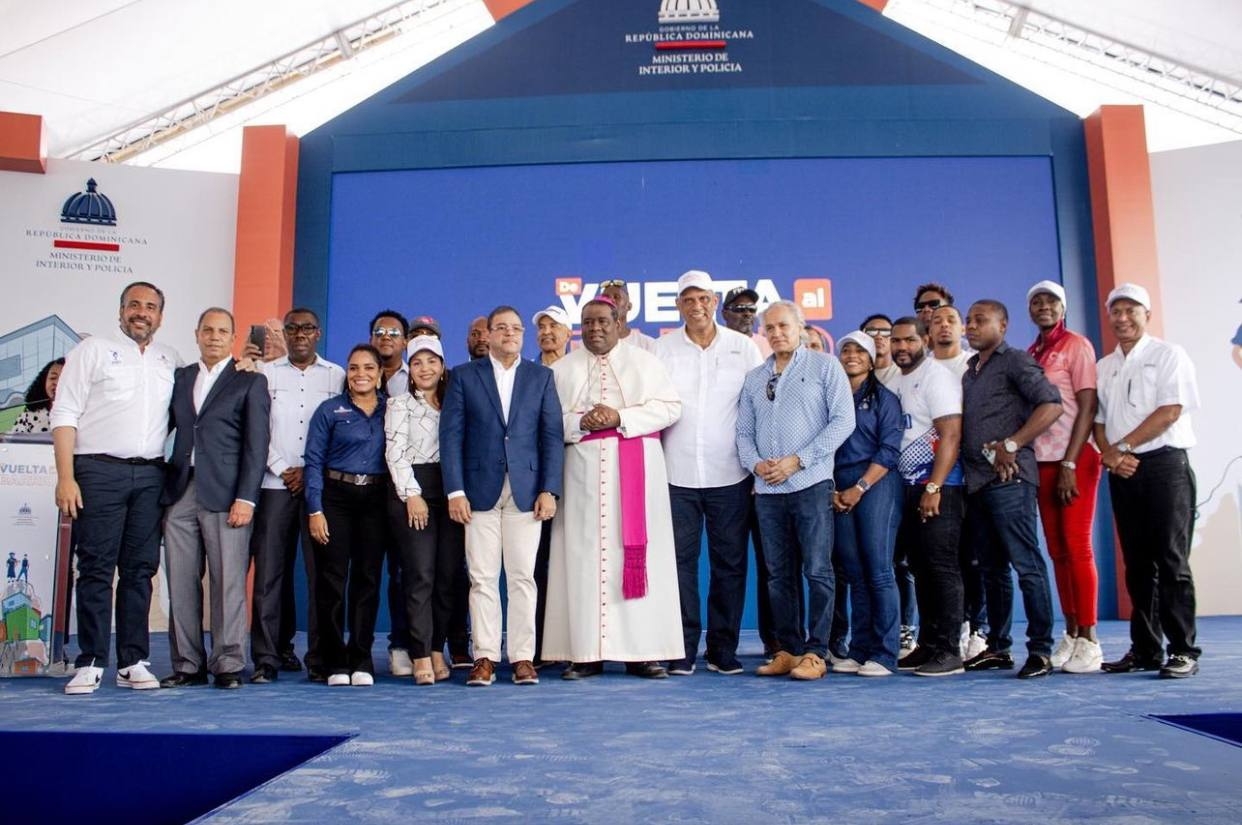 GOBIERNO DE LA
REPÚBLICA DOMINICANA
MINISTERIO DE
INTERIOR Y POLICIA
GOBIERNO DE LA
REPÚBLICA DOMINICANA
MINISTERIO DE
INTERIOR Y POLICIA
De
VUELTA
al
VUELTA
BARRIO